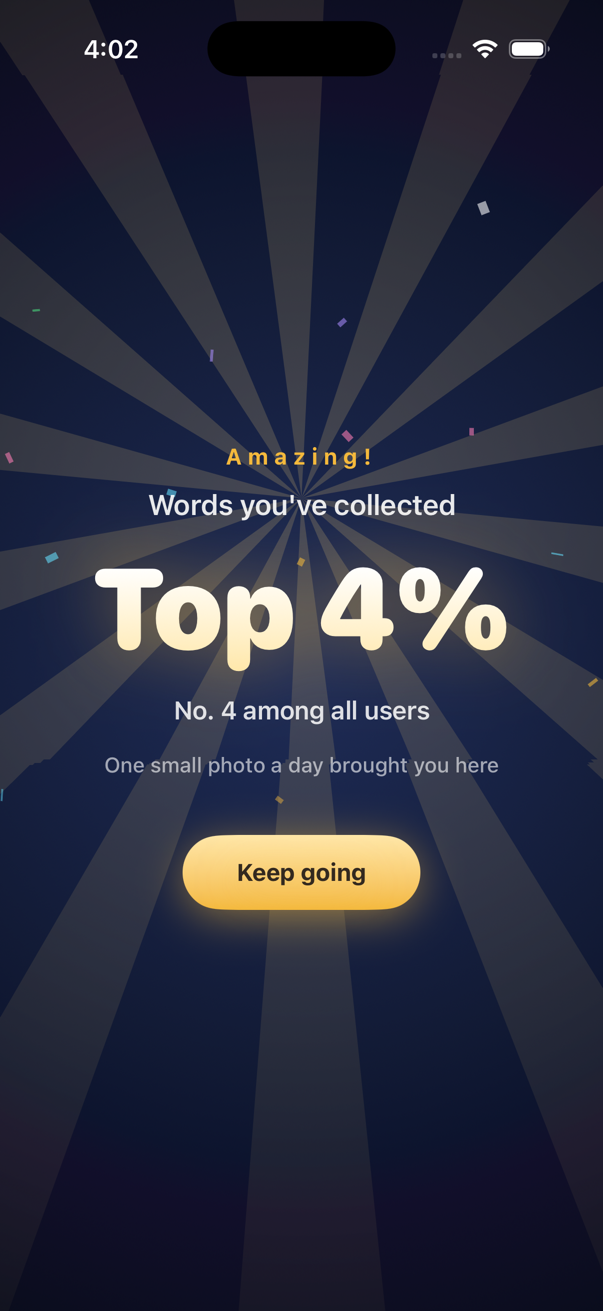 4:02
Amazing!
Words you've collected
Top 4%
No. 4 among all users
One small photo a day brought you here
Keep going